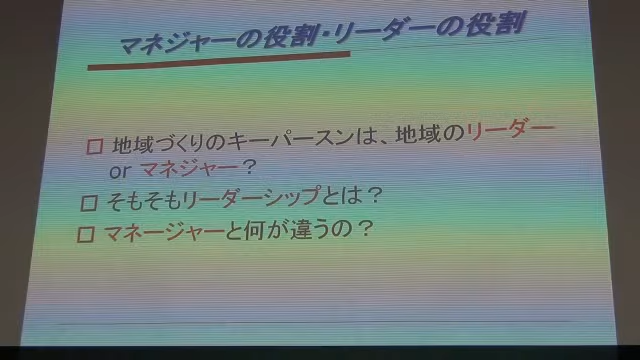 マネジャーの役割・リーダーの役割
□ 地域づくりのキーパースンは、地域のリーダー
or マネジャー？
□ そもそもリーダーシップとは？
□ マネージャーと何が違うの？